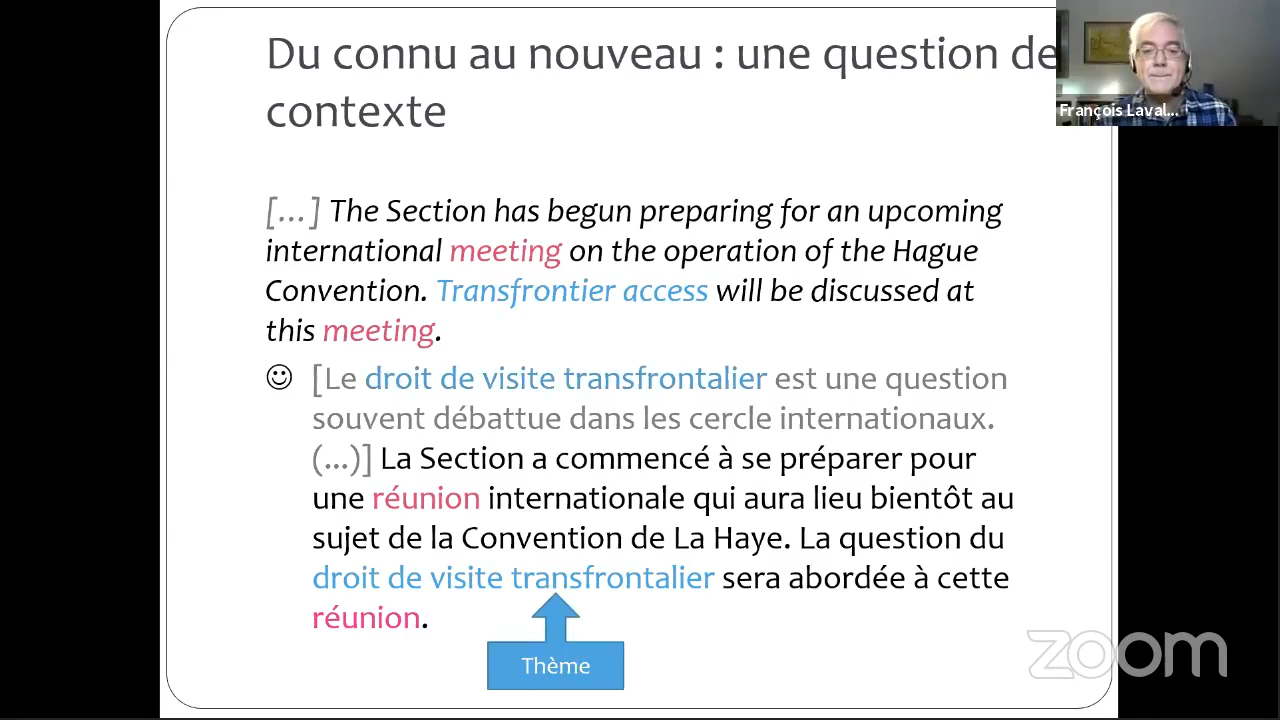 Du connu au nouveau : une question de
contexte
François Laval...
[...] The Section has begun preparing for an upcoming
international meeting on the operation of the Hague
Convention. Transfrontier access will be discussed at
this meeting.
[Le droit de visite transfrontalier est une question
souvent débattue dans les cercle internationaux.
(...)] La Section a commencé à se préparer pour
une réunion internationale qui aura lieu bientôt au
sujet de la Convention de La Haye. La question du
droit de visite transfrontalier sera abordée à cette
réunion.
Thème
zoom